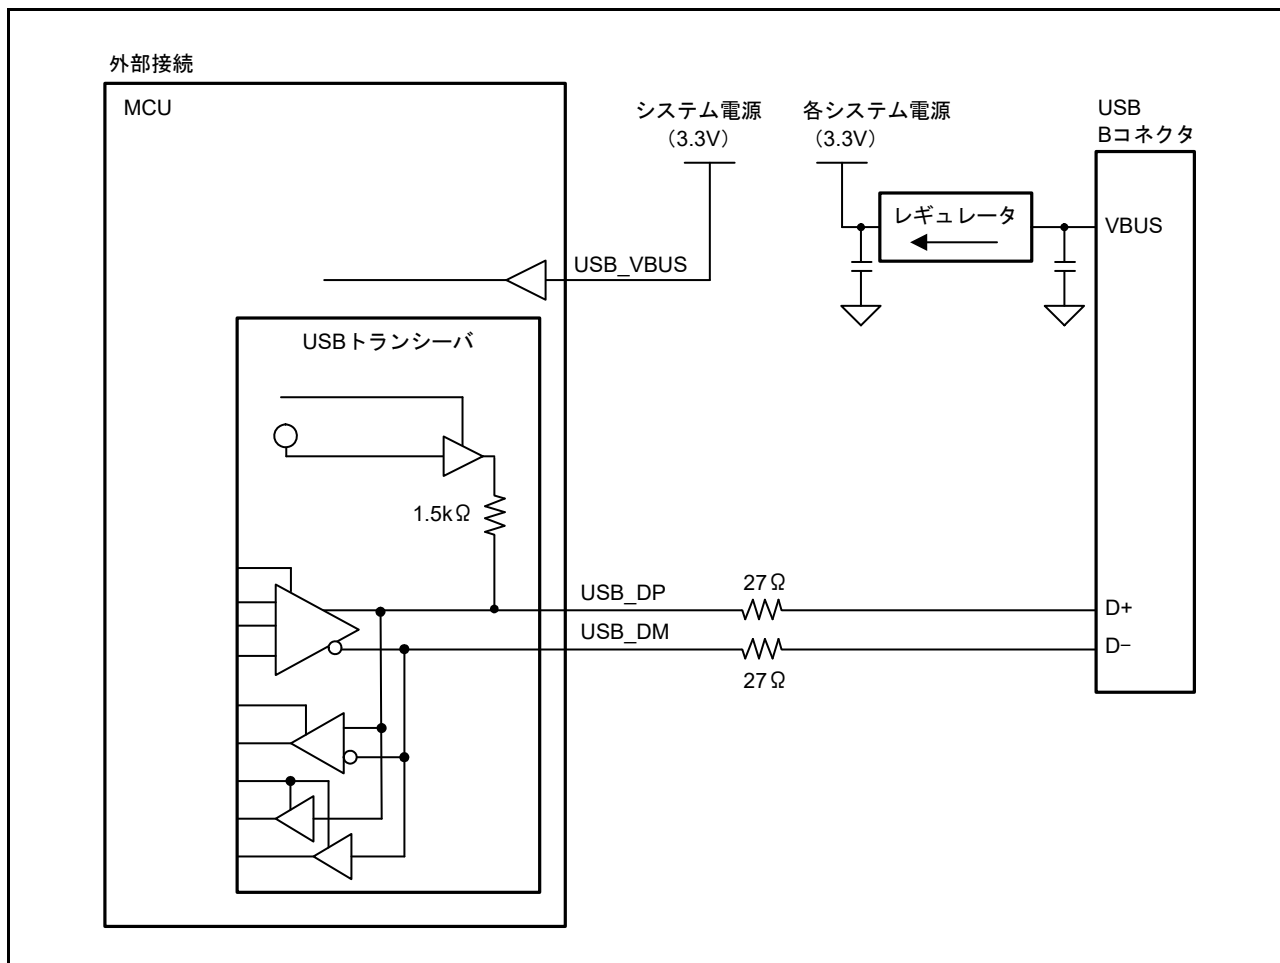 外部接続
MCU
システム電源
（3.3V）
各システム電源
（3.3V）
USB
Bコネクタ
レギュレータ
VBUS
USB_VBUS
USBトランシーバ
1.5kΩ
USB_DP
27Ω
D+
USB_DM
27Ω
D−